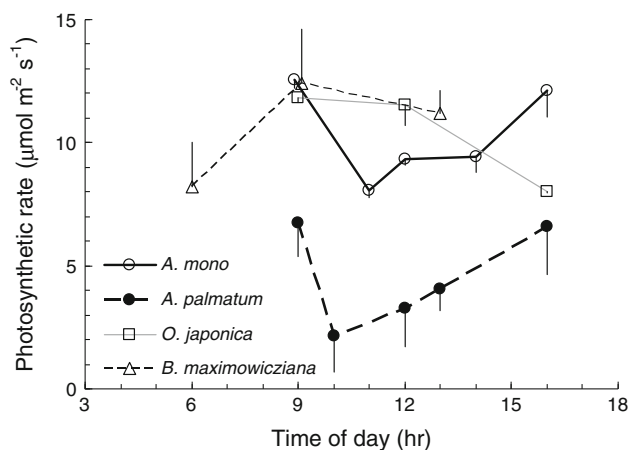 15
10
5
0
Photosynthetic rate (μmol m⁻² s⁻¹)
A. mono
A. palmatum
O. japonica
B. maximowicziana
3 6 9 12 15 18
Time of day (hr)